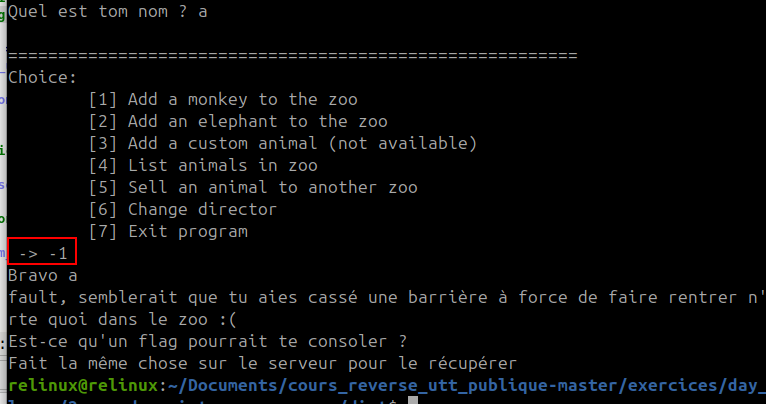 Quel est tom nom ? a
=========================================================
Choice:
[1] Add a monkey to the zoo
[2] Add an elephant to the zoo
[3] Add a custom animal (not available)
[4] List animals in zoo
[5] Sell an animal to another zoo
[6] Change director
[7] Exit program
-> -1
Bravo a
fault, semblerait que tu aies cassé une barrière à force de faire rentrer n'
rte quoi dans le zoo :(
Est-ce qu'un flag pourrait te consoler ?
Fait la même chose sur le serveur pour le récupérer
relinux@relinux:~/Documents/cours_reverse_utt_publique-master/exercices/day_